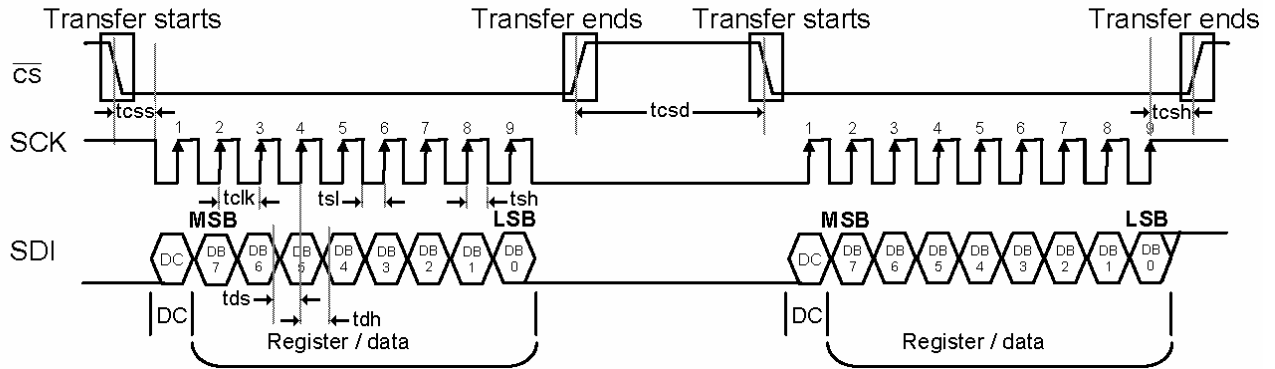 Transfer starts Transfer ends Transfer starts Transfer ends
CS
tcss tcsd tcsh
SCK 1 2 3 4 5 6 7 8 9 1 2 3 4 5 6 7 8 9
tclk tsl tsh
MSB LSB MSB LSB
SDI DC DB 7 DB 6 DB 5 DB 4 DB 3 DB 2 DB 1 DB 0 DC DB 7 DB 6 DB 5 DB 4 DB 3 DB 2 DB 1 DB 0
tds
DC tdh DC
Register / data Register / data